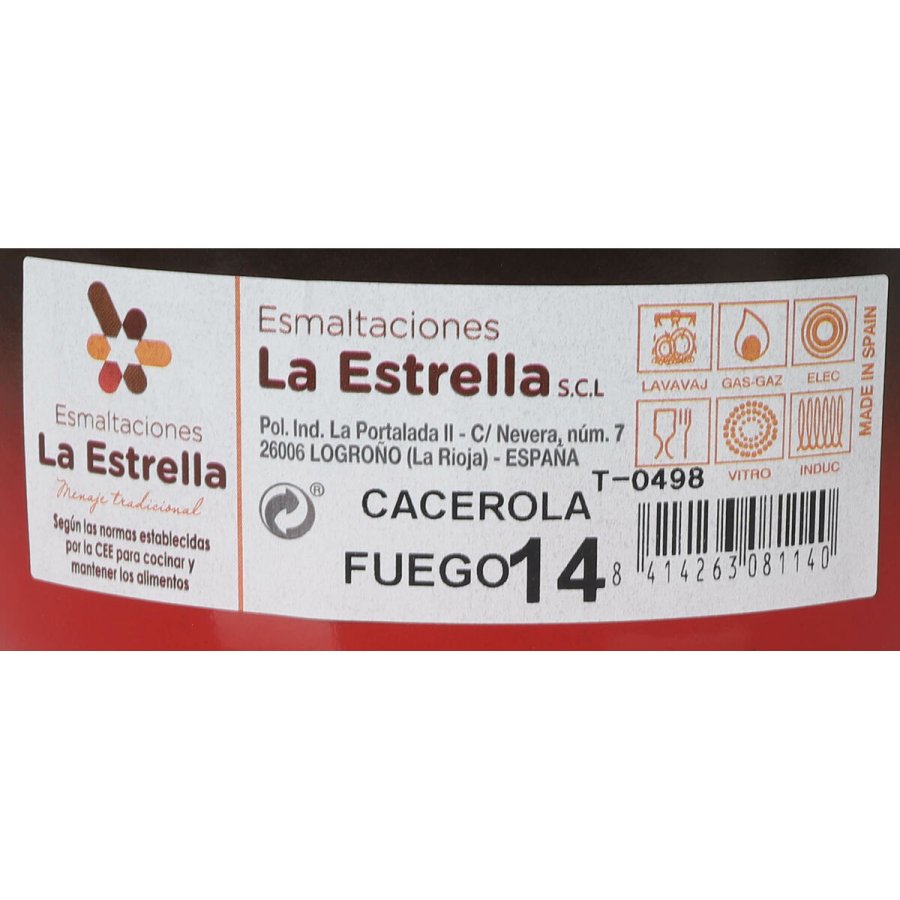 Esmaltaciones
La Estrella
Menaje tradicional
Según las normas establecidas
por la CEE para cocinar y
mantener los alimentos
Esmaltaciones
La Estrella S.C.L
Pol. Ind. La Portalada II - C/ Nevera, núm. 7
26006 LOGROÑO (La Rioja) - ESPAÑA
®
CACEROLA
FUEGO 14
T-0498
LAVAVAJ GAS-GAZ ELEC
VITRO INDUC
MADE IN SPAIN
8 414263 081140